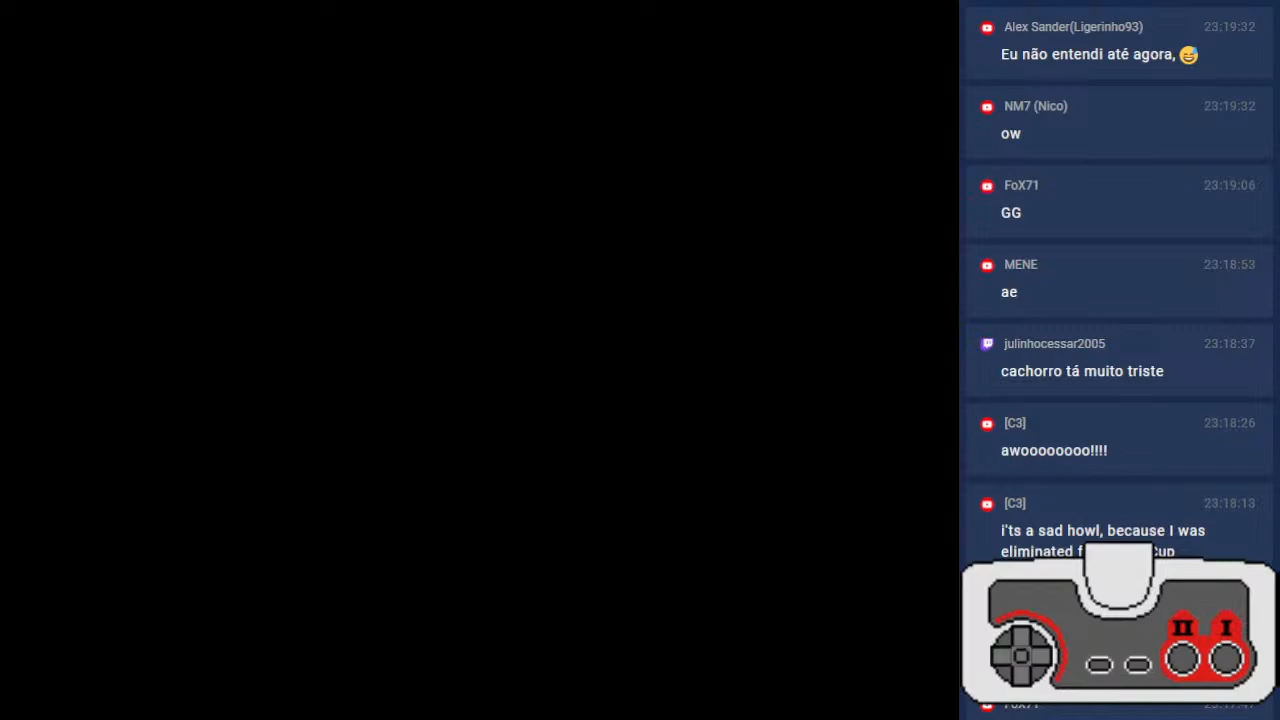 Alex Sander(Ligerinho93) 23:19:32
Eu não entendi até agora, 😅
NM7 (Nico) 23:19:32
ow
FoX71 23:19:06
GG
MENE 23:18:53
ae
julinhocessar2005 23:18:37
cachorro tá muito triste
[C3] 23:18:26
awoooooooo!!!!
[C3] 23:18:13
i'ts a sad howl, because I was
eliminated
Cup
II I